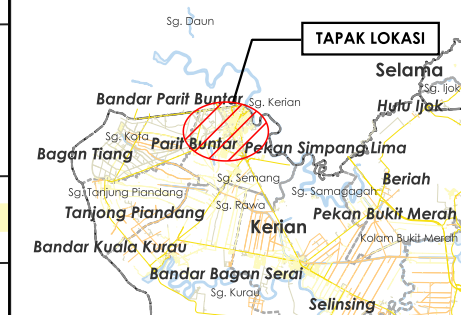 Sg. Daun
TAPAK LOKASI
Selama
Sg. Ijok
Bandar Parit Buntar
Sg. Kerian
Hulu Ijok
Sg. Kota
Parit Buntar
Pekan Simpang Lima
Bagan Tiang
Sg. Semang
Beriah
Sg. Tanjung Piandang
Sg. Samagagah
Sg. Rawa
Tanjong Piandang
Pekan Bukit Merah
Kerian
Kolam Bukit Merah
Bandar Kuala Kurau
Bandar Bagan Serai
Sg. Kurau
Selinsing